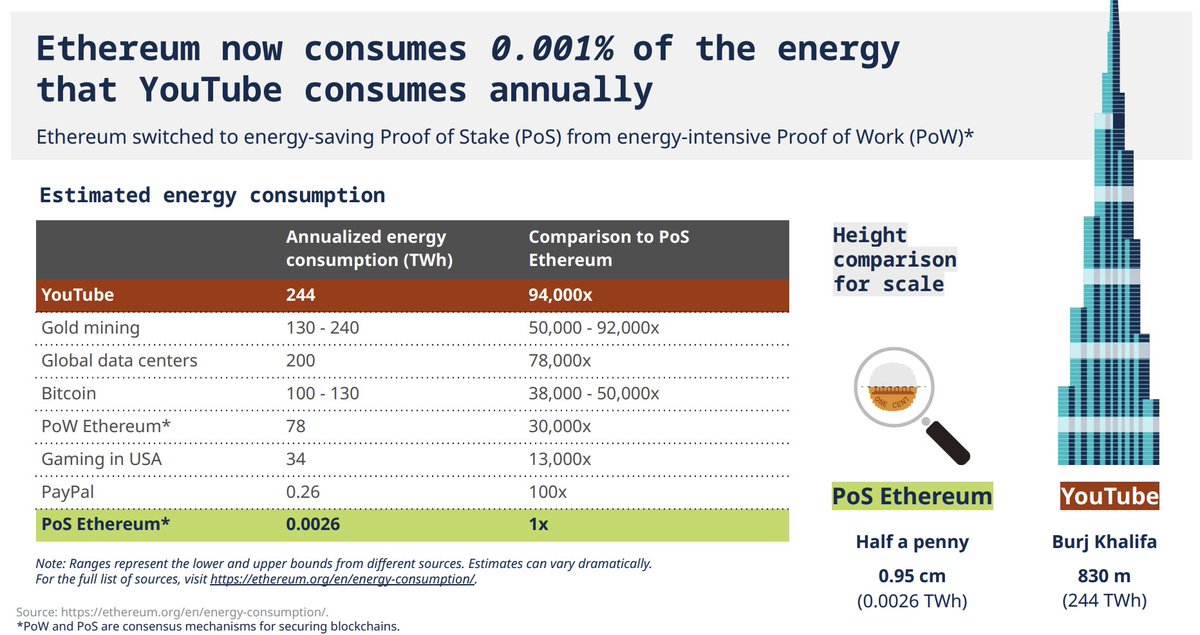 Ethereum now consumes 0.001% of the energy
that YouTube consumes annually
Ethereum switched to energy-saving Proof of Stake (PoS) from energy-intensive Proof of Work (PoW)*
Estimated energy consumption
Annualized energy consumption (TWh) Comparison to PoS Ethereum
YouTube 244 94,000x
Gold mining 130 - 240 50,000 - 92,000x
Global data centers 200 78,000x
Bitcoin 100 - 130 38,000 - 50,000x
PoW Ethereum* 78 30,000x
Gaming in USA 34 13,000x
PayPal 0.26 100x
PoS Ethereum* 0.0026 1x
Note: Ranges represent the lower and upper bounds from different sources. Estimates can vary dramatically.
For the full list of sources, visit https://ethereum.org/en/energy-consumption/.
Source: https://ethereum.org/en/energy-consumption/.
*PoW and PoS are consensus mechanisms for securing blockchains.
Height
comparison
for scale
ONE CENT
PoS Ethereum
Half a penny
0.95 cm
(0.0026 TWh)
YouTube
Burj Khalifa
830 m
(244 TWh)